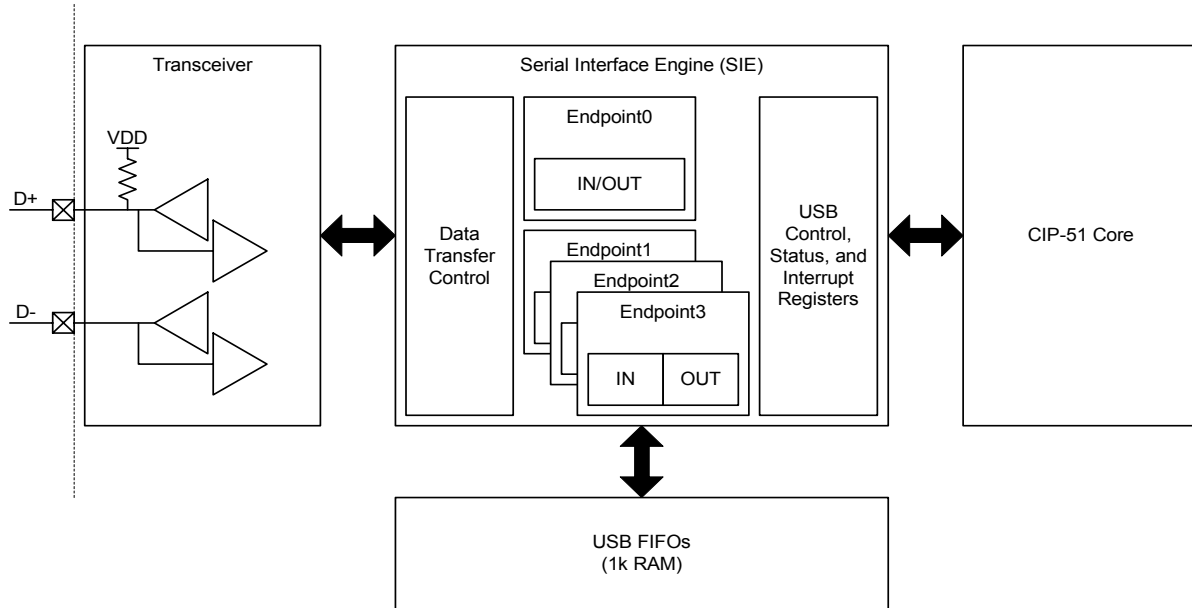 Transceiver
VDD
D+
D-
Serial Interface Engine (SIE)
Data
Transfer
Control
Endpoint0
IN/OUT
Endpoint1
Endpoint2
Endpoint3
IN
OUT
USB
Control,
Status, and
Interrupt
Registers
CIP-51 Core
USB FIFOs
(1k RAM)